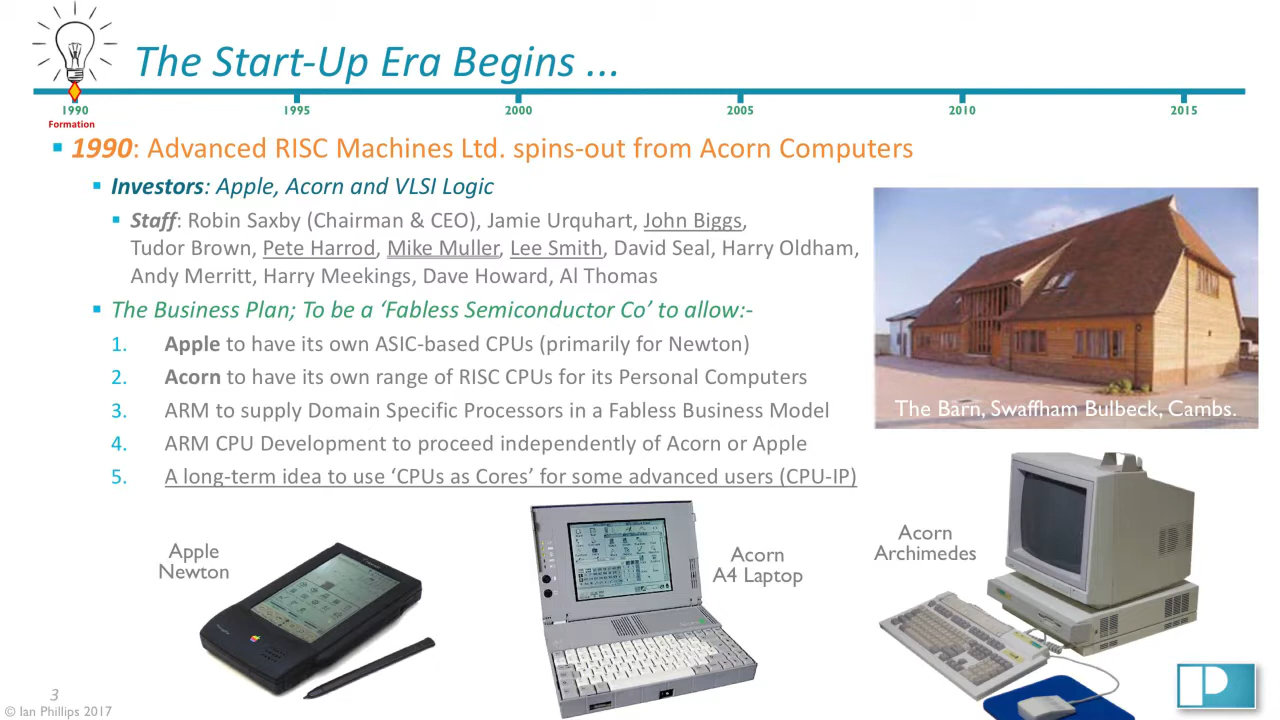 The Start-Up Era Begins ...
1990 1995 2000 2005 2010 2015
Formation
1990: Advanced RISC Machines Ltd. spins-out from Acorn Computers
Investors: Apple, Acorn and VLSI Logic
Staff: Robin Saxby (Chairman & CEO), Jamie Urquhart, John Biggs,
Tudor Brown, Pete Harrod, Mike Muller, Lee Smith, David Seal, Harry Oldham,
Andy Merritt, Harry Meekings, Dave Howard, Al Thomas
The Business Plan; To be a ‘Fabless Semiconductor Co’ to allow:-
1. Apple to have its own ASIC-based CPUs (primarily for Newton)
2. Acorn to have its own range of RISC CPUs for its Personal Computers
3. ARM to supply Domain Specific Processors in a Fabless Business Model
4. ARM CPU Development to proceed independently of Acorn or Apple
5. A long-term idea to use ‘CPUs as Cores’ for some advanced users (CPU-IP)
The Barn, Swaffham Bulbeck, Cambs.
Apple
Newton
Acorn
A4 Laptop
Acorn
Archimedes
3
© Ian Phillips 2017
P